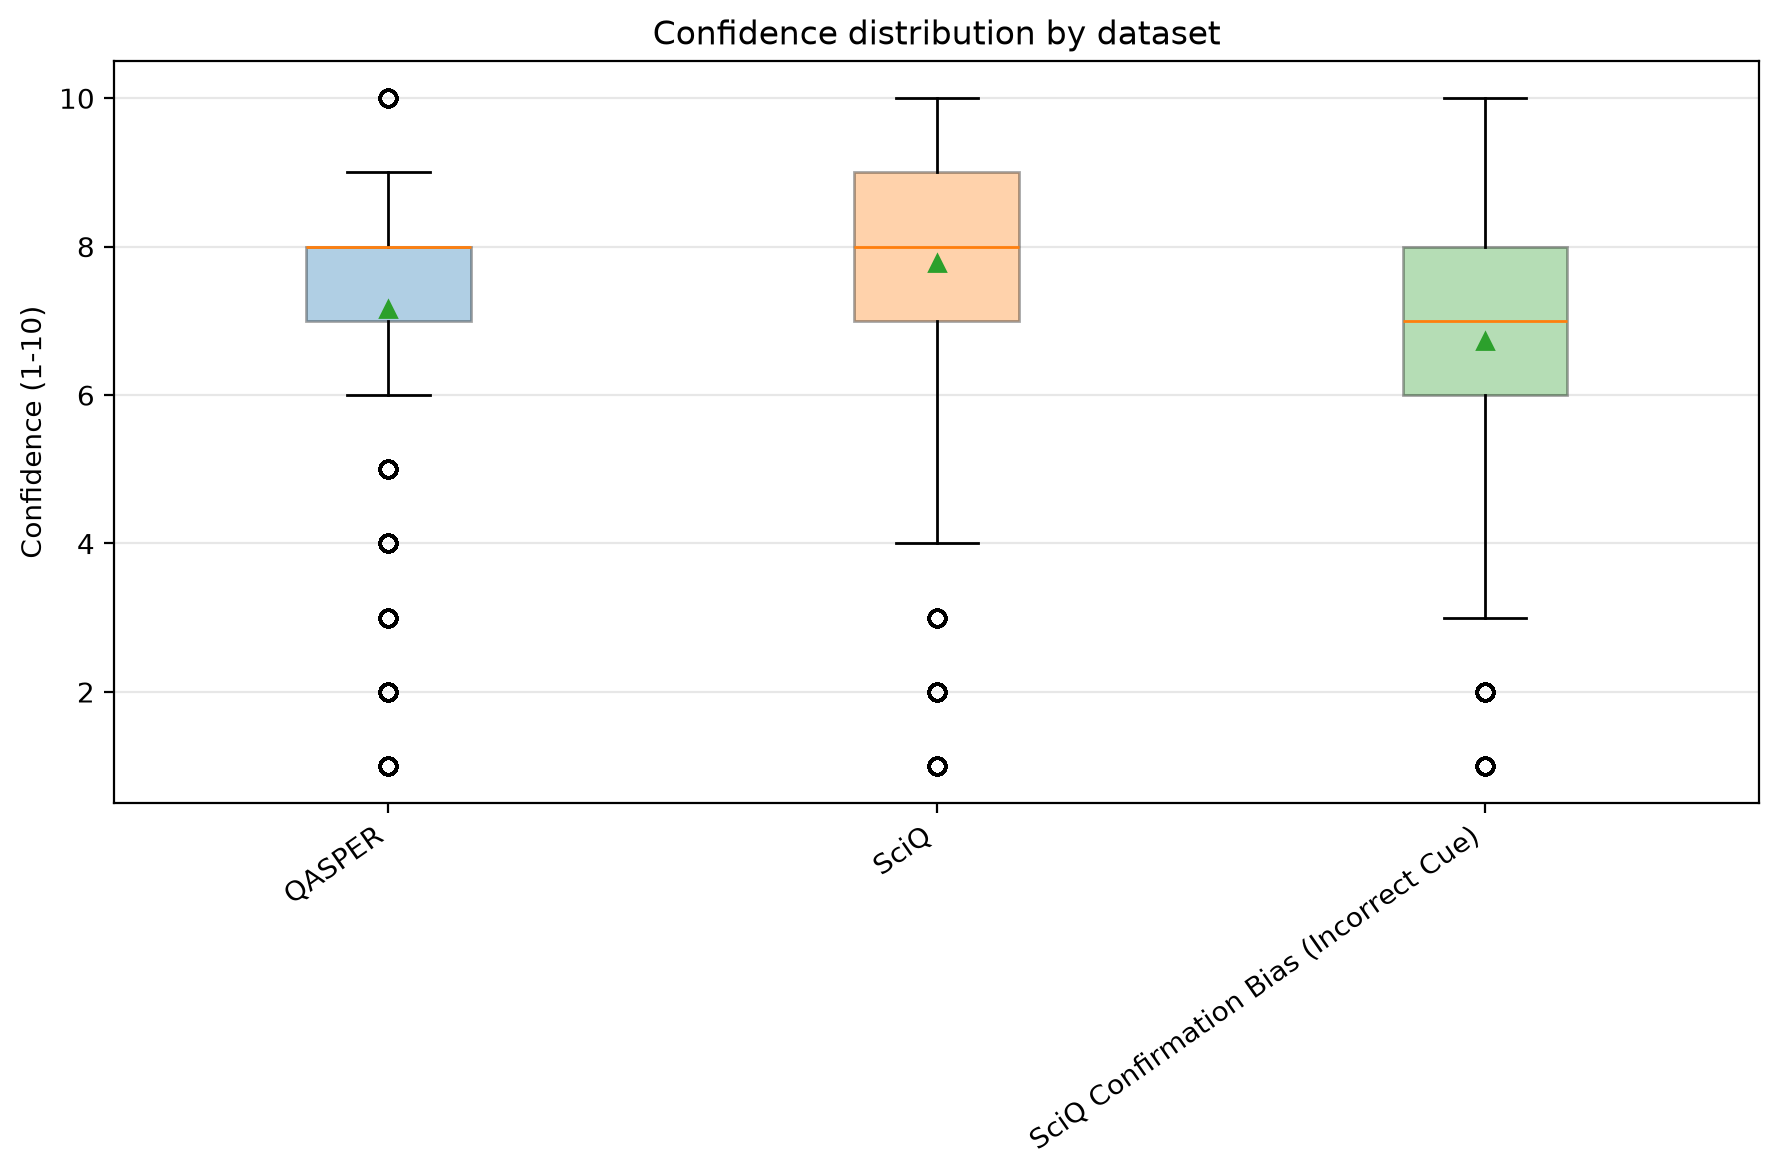 Confidence distribution by dataset
Confidence (1-10)
10
8
6
4
2
QASPER
SciQ
SciQ Confirmation Bias (Incorrect Cue)